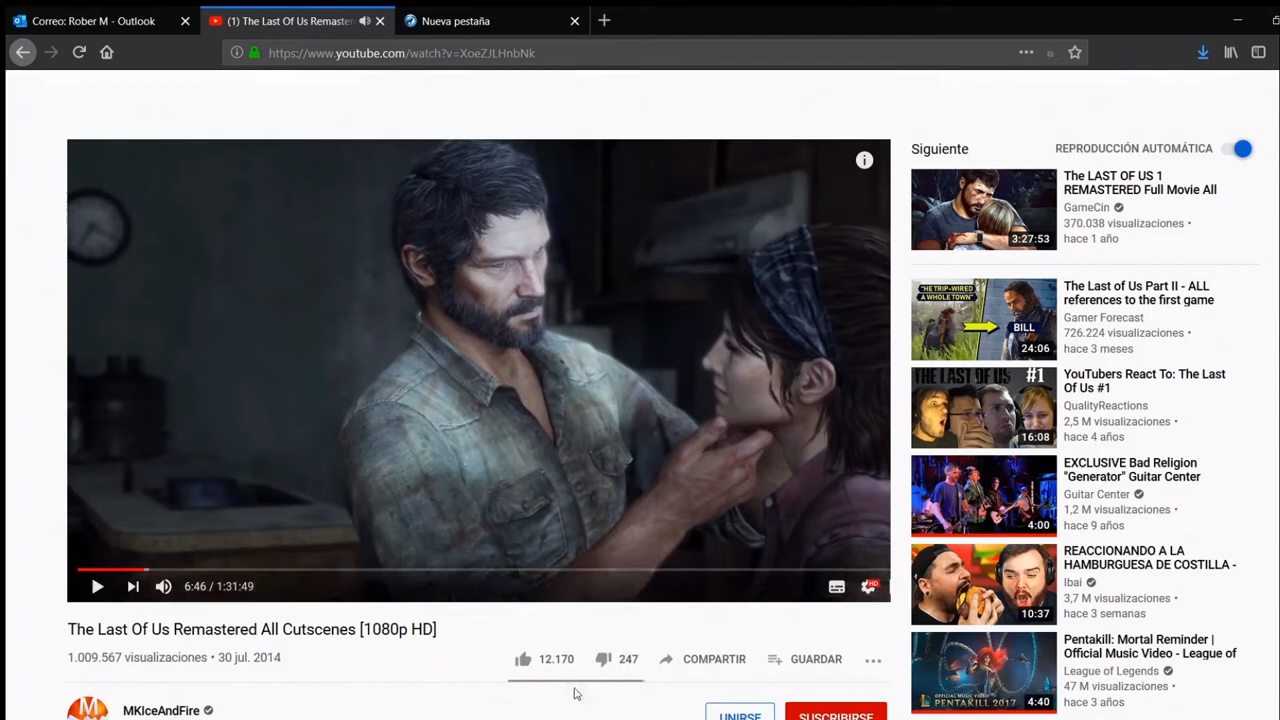 Correo: Rober M - Outlook
(1) The Last Of Us Remaster
Nueva pestaña
https://www.youtube.com/watch?v=XoeZJLHnbNk
Siguiente
REPRODUCCIÓN AUTOMÁTICA
The LAST OF US 1
REMASTERED Full Movie All
GameCin
370.038 visualizaciones •
hace 1 año
3:27:53
"HE TRIP-WIRED
A WHOLE TOWN"
BILL
24:06
The Last of Us Part II - ALL
references to the first game
Gamer Forecast
726.224 visualizaciones •
hace 3 meses
THE LAST OF US #1
16:08
YouTubers React To: The Last
Of Us #1
QualityReactions
2,5 M visualizaciones •
hace 4 años
4:00
EXCLUSIVE Bad Religion
"Generator" Guitar Center
Guitar Center
1,2 M visualizaciones •
hace 9 años
10:37
REACCIONANDO A LA
HAMBURGUESA DE COSTILLA -
Ibai
3,7 M visualizaciones •
hace 3 semanas
OFFICIAL MUSIC VIDEO
PENTAKILL 2017
4:40
Pentakill: Mortal Reminder |
Official Music Video - League of
League of Legends
47 M visualizaciones •
hace 3 años
6:46 / 1:31:49
HD
The Last Of Us Remastered All Cutscenes [1080p HD]
1.009.567 visualizaciones • 30 jul. 2014
12.170
247
COMPARTIR
GUARDAR
M
MKIceAndFire
UNIRSE
SUSCRIBIRSE